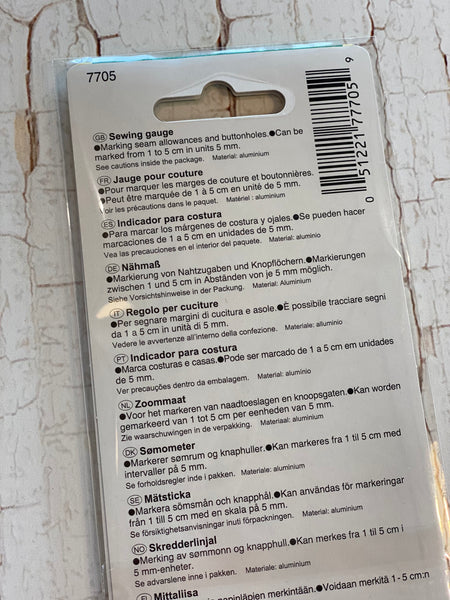 7705
GB Sewing gauge
●Marking seam allowances and buttonholes.●Can be
marked from 1 to 5 cm in units 5 mm.
See cautions inside the package. Material: aluminium
FR Jauge pour couture
●Pour marquer les marges de couture et boutonnières.
●Peut être marquée de 1 à 5 cm en unité de 5 mm.
Voir les précautions dans le paquet. Matériel : aluminium
ES Indicador para costura
●Para marcar los márgenes de costura y ojales.●Se pueden hacer
marcaciones de 1 a 5 cm en unidades de 5 mm.
Vea las precauciones en el interior del paquete. Material: aluminio
DE Nähmaß
●Markierung von Nahtzugaben und Knopflöchern.●Markierungen
zwischen 1 und 5 cm in Abständen von je 5 mm möglich.
Siehe Vorsichtshinweise in der Packung. Material: Aluminium
IT Regolo per cuciture
●Per segnare margini di cucitura e asole.●È possibile tracciare segni
da 1 a 5 cm in unità di 5 mm.
Vedere le avvertenze all'interno della confezione. Materiale: aluminio
PT Indicador para costura
●Marca costuras e casas.●Pode ser marcado de 1 a 5 cm em unidades
de 5 mm.
Ver precauções dentro da embalagem. Material: alumínio
NL Zoommaat
●Voor het markeren van naadtoeslagen en knoopsgaten.●Kan worden
gemarkeerd van 1 tot 5 cm per eenheden van 5 mm.
Zie waarschuwingen in de verpakking. Materiaal: aluminium
DK Sømometer
●Markerer sømrum og knaphuller.●Kan markeres fra 1 til 5 cm med
intervaller på 5 mm.
Se forholdsregler inde i pakken. Materiale: aluminium
SE Mätsticka
●Markera sömsmån och knapphål.●Kan användas för markeringar
från 1 till 5 cm med en skala på 5 mm.
Se försiktighetsanvisningar inuti förpackningen. Material: aluminium
NO Skredderlinjal
●Merking av sømmonn og knapphull.●Kan merkes fra 1 til 5 cm i
5 mm-enheter.
Se advarslene inne i pakken. Materiale: aluminium
FI Mittaliisa
napinläpien merkintään.●Voidaan merkitä 1 - 5 cm:n
0 51221 77705 9